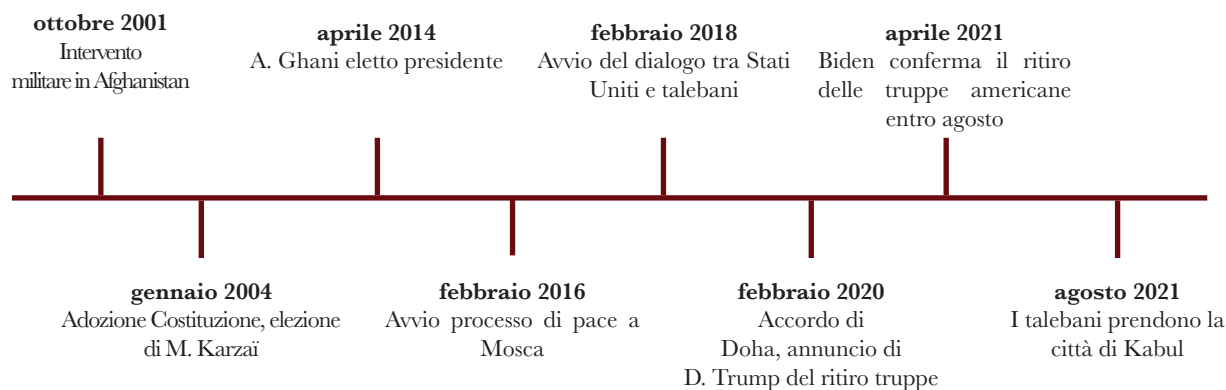 ottobre 2001
Intervento
militare in Afghanistan
aprile 2014
A. Ghani eletto presidente
febbraio 2018
Avvio del dialogo tra Stati
Uniti e talebani
aprile 2021
Biden conferma il ritiro
delle truppe americane
entro agosto
gennaio 2004
Adozione Costituzione, elezione
di M. Karzaï
febbraio 2016
Avvio processo di pace a
Mosca
febbraio 2020
Accordo di
Doha, annuncio di
D. Trump del ritiro truppe
agosto 2021
I talebani prendono la
città di Kabul